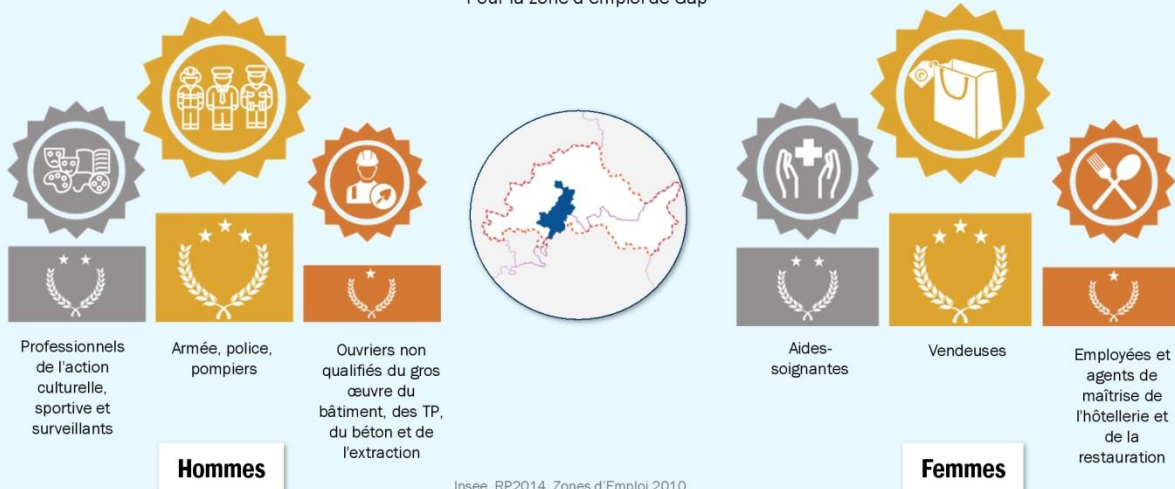 Pour la zone d'emploi de Gap
Professionnels
de l'action
culturelle,
sportive et
surveillants
Armée, police,
pompiers
Ouvriers non
qualifiés du gros
œuvre du
bâtiment, des TP,
du béton et de
l'extraction
Hommes
Aides-
soignantes
Vendeuses
Employées et
agents de
maîtrise de
l'hôtellerie et
de la
restauration
Femmes
Insee, RP2014, Zones d'Emploi 2010